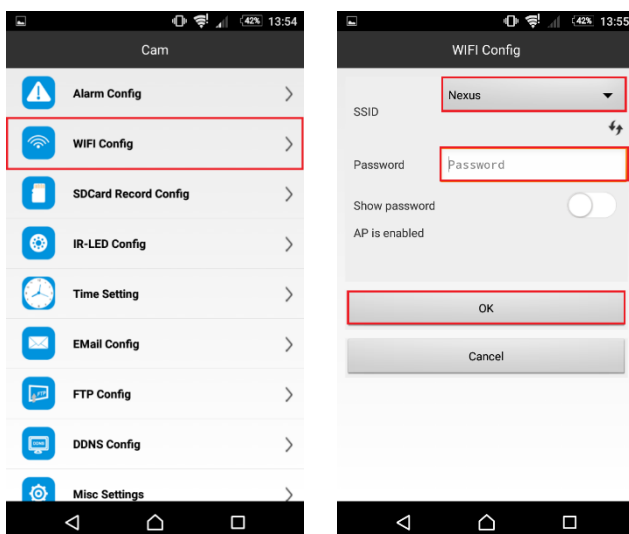 42% 13:54
Cam
Alarm Config
WIFI Config
SDCard Record Config
IR-LED Config
Time Setting
EMail Config
FTP Config
DDNS Config
Misc Settings
42% 13:55
WIFI Config
SSID
Nexus
Password
Password
Show password
AP is enabled
OK
Cancel